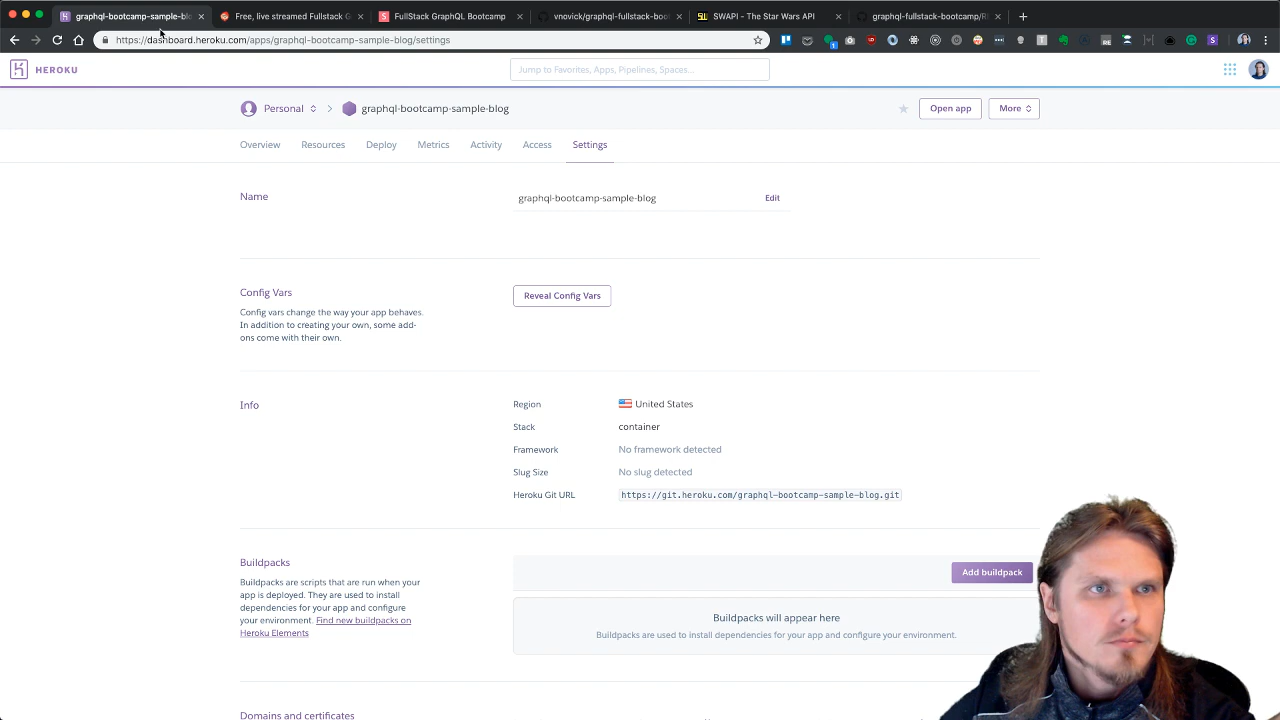 graphql-bootcamp-sample-blo
Free, live streamed Fullstack G
FullStack GraphQL Bootcamp
vnovick/graphql-fullstack-boo
SWAPI - The Star Wars API
graphql-fullstack-bootcamp/R
https://dashboard.heroku.com/apps/graphql-bootcamp-sample-blog/settings
HEROKU
Jump to Favorites, Apps, Pipelines, Spaces...
Personal
graphql-bootcamp-sample-blog
Open app
More
Overview
Resources
Deploy
Metrics
Activity
Access
Settings
Name
graphql-bootcamp-sample-blog
Edit
Config Vars
Config vars change the way your app behaves.
In addition to creating your own, some add-
ons come with their own.
Reveal Config Vars
Info
Region
United States
Stack
container
Framework
No framework detected
Slug Size
No slug detected
Heroku Git URL
https://git.heroku.com/graphql-bootcamp-sample-blog.git
Buildpacks
Buildpacks are scripts that are run when your
app is deployed. They are used to install
dependencies for your app and configure
your environment. Find new buildpacks on
Heroku Elements
Add buildpack
Buildpacks will appear here
Buildpacks are used to install dependencies for your app and configure your environment.
Domains and certificates